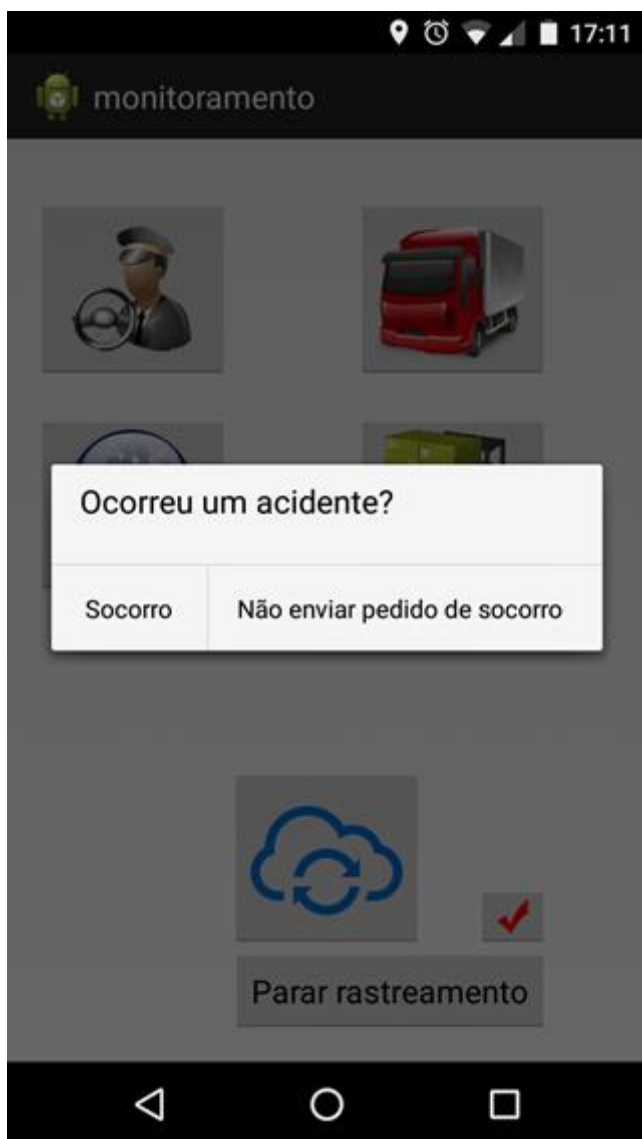 17:11
monitoramento
Ocorreu um acidente?
Socorro
Não enviar pedido de socorro
Parar rastreamento